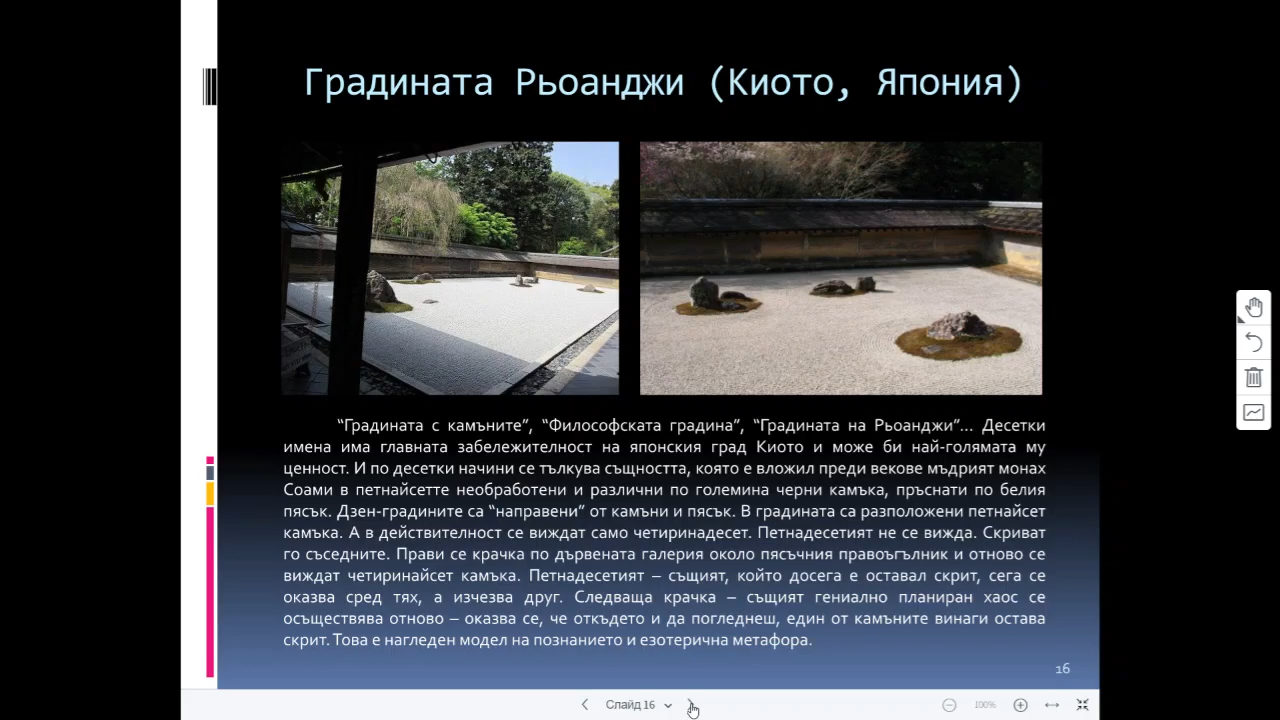 Градината Рьоанджи (Киото, Япония)
“Градината с камъните”, “Философската градина”, “Градината на Рьоанджи”... Десетки
имена има главната забележителност на японския град Киото и може би най-голямата му
ценност. И по десетки начини се тълкува същността, която е вложил преди векове мъдрият монах
Соами в петнайсетте необработени и различни по големина черни камъка, пръснати по белия
пясък. Дзен-градините са “направени” от камъни и пясък. В градината са разположени петнайсет
камъка. А в действителност се виждат само четиринадесет. Петнадесетият не се вижда. Скриват
го съседните. Прави се крачка по дървената галерия около пясъчния правоъгълник и отново се
виждат четиринайсет камъка. Петнадесетият – същият, който досега е оставал скрит, сега се
оказва сред тях, а изчезва друг. Следваща крачка – същият гениално планиран хаос се
осъществява отново – оказва се, че откъдето и да погледнеш, един от камъните винаги остава
скрит. Това е нагледен модел на познанието и езотерична метафора.
16
Слайд 16
100%